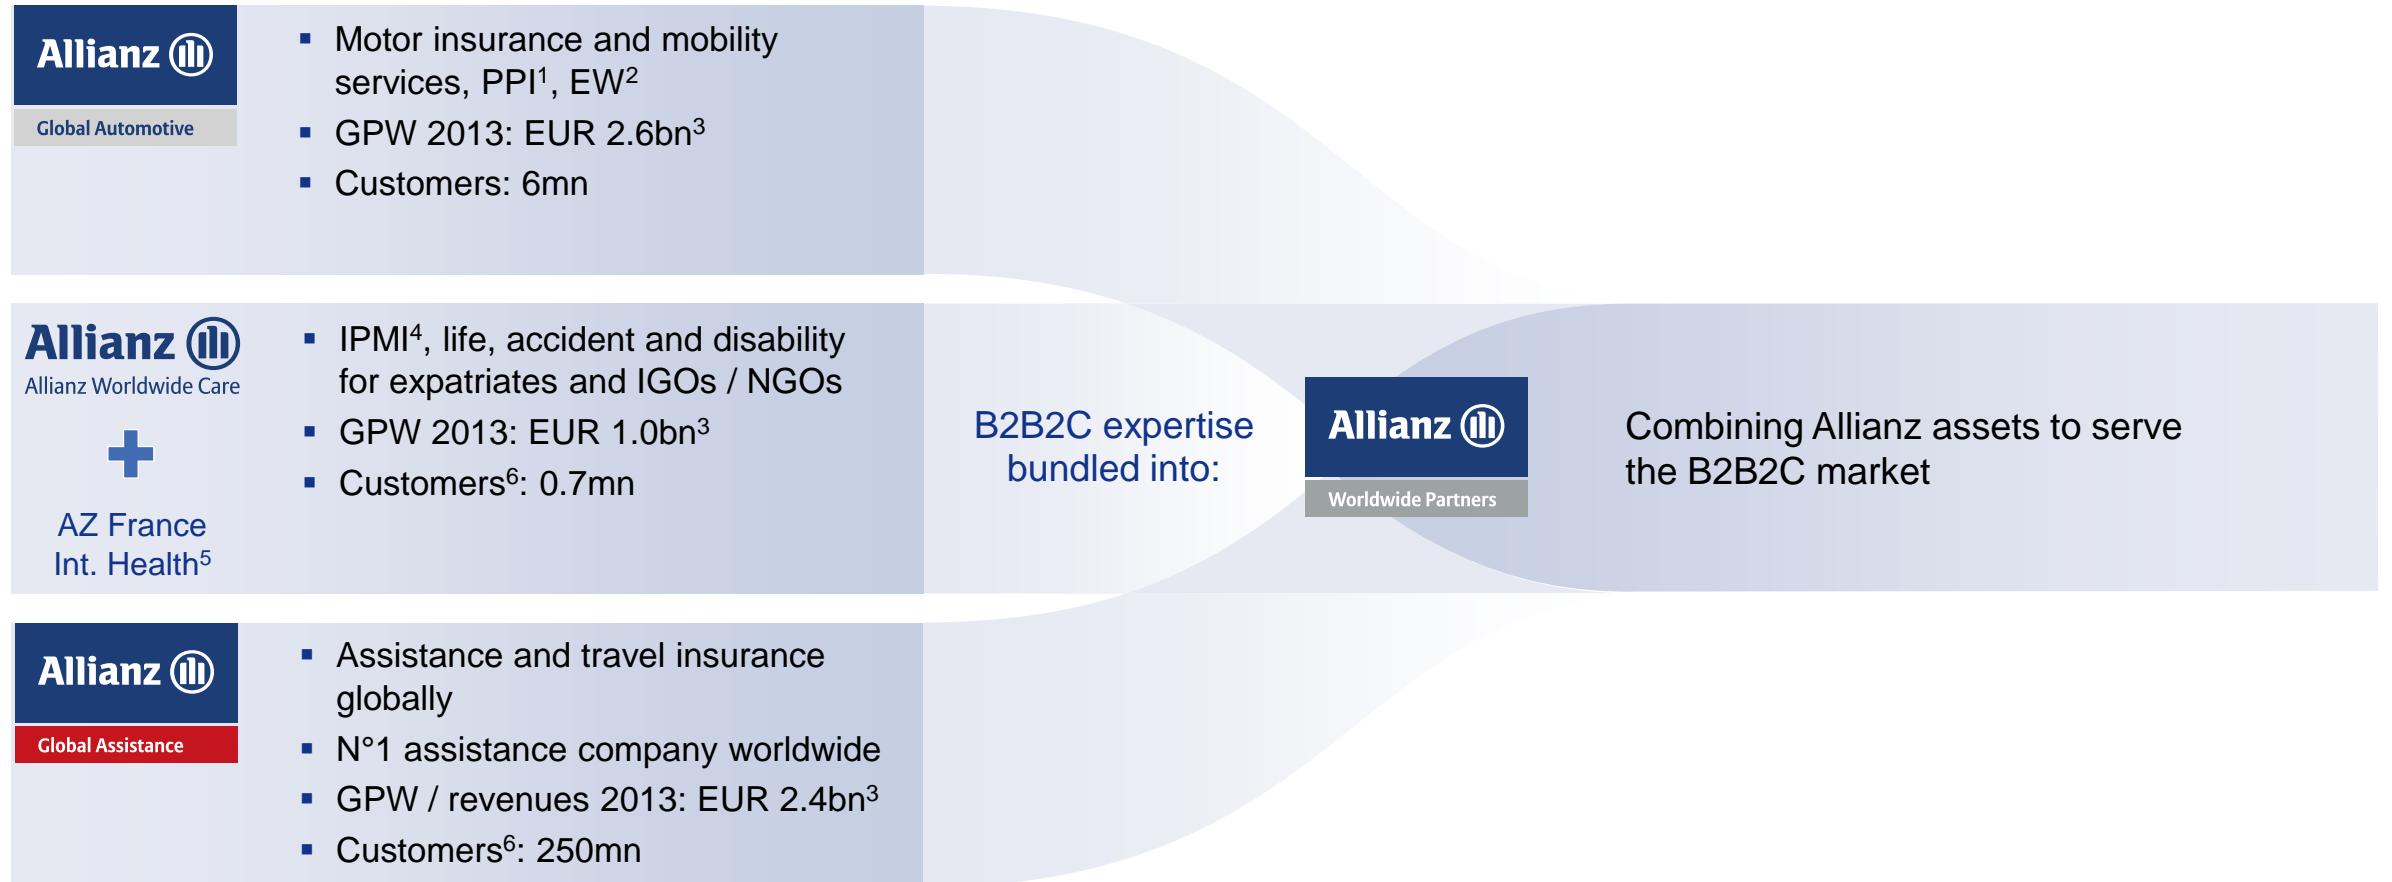 Allianz
Global Automotive
▪ Motor insurance and mobility
services, PPI¹, EW²
▪ GPW 2013: EUR 2.6bn³
▪ Customers: 6mn
Allianz
Allianz Worldwide Care
AZ France
Int. Health⁵
▪ IPMI⁴, life, accident and disability
for expatriates and IGOs / NGOs
▪ GPW 2013: EUR 1.0bn³
▪ Customers⁶: 0.7mn
Allianz
Global Assistance
▪ Assistance and travel insurance
globally
▪ N°1 assistance company worldwide
▪ GPW / revenues 2013: EUR 2.4bn³
▪ Customers⁶: 250mn
B2B2C expertise
bundled into:
Allianz
Worldwide Partners
Combining Allianz assets to serve
the B2B2C market